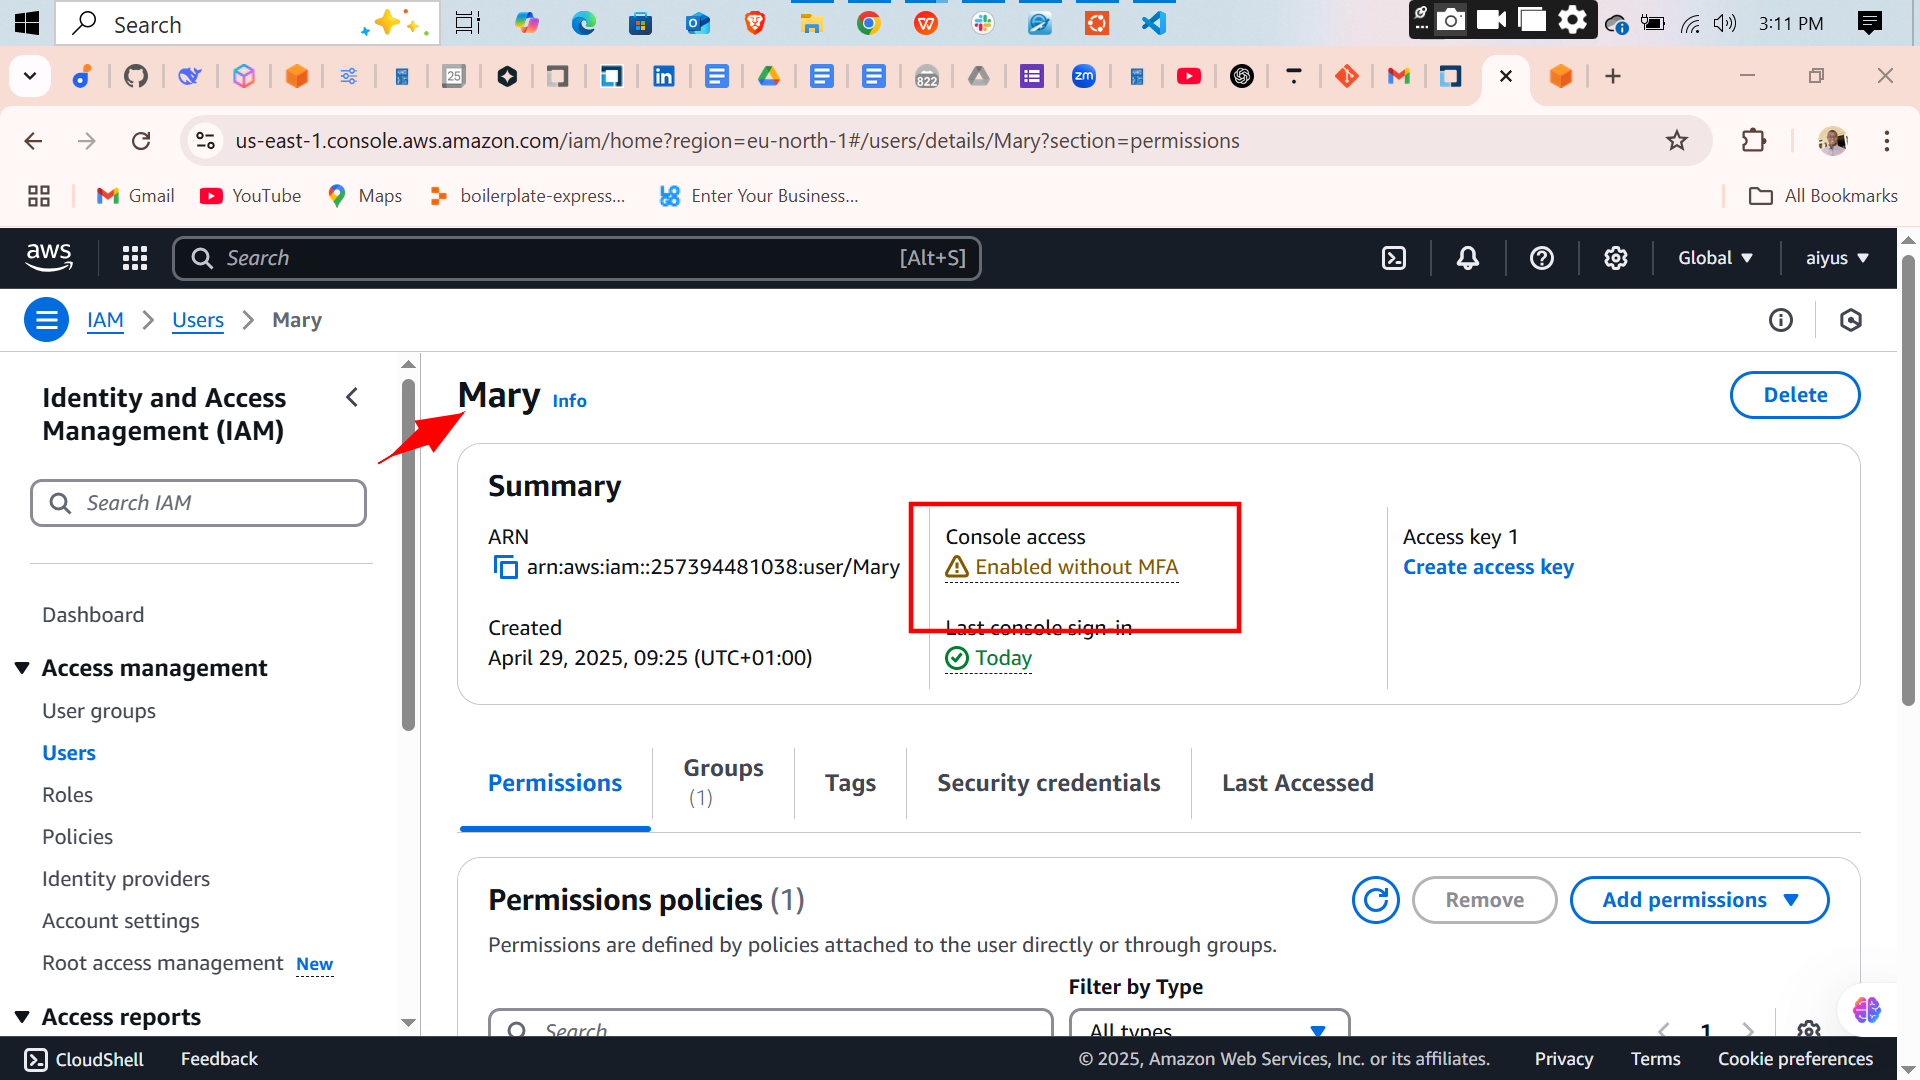 Search
3:11 PM
us-east-1.console.aws.amazon.com/iam/home?region=eu-north-1#/users/details/Mary?section=permissions
Gmail
YouTube
Maps
boilerplate-express...
Enter Your Business...
All Bookmarks
aws
Search
[Alt+S]
Global
aiyus
IAM
Users
Mary
Identity and Access
Management (IAM)
Search IAM
Dashboard
Access management
User groups
Users
Roles
Policies
Identity providers
Account settings
Root access management New
Access reports
Mary Info
Delete
Summary
ARN
arn:aws:iam::257394481038:user/Mary
Created
April 29, 2025, 09:25 (UTC+01:00)
Console access
Enabled without MFA
Last console sign-in
Today
Access key 1
Create access key
Permissions
Groups
(1)
Tags
Security credentials
Last Accessed
Permissions policies (1)
Remove
Add permissions
Permissions are defined by policies attached to the user directly or through groups.
Filter by Type
Search
All types
1
CloudShell
Feedback
© 2025, Amazon Web Services, Inc. or its affiliates.
Privacy
Terms
Cookie preferences